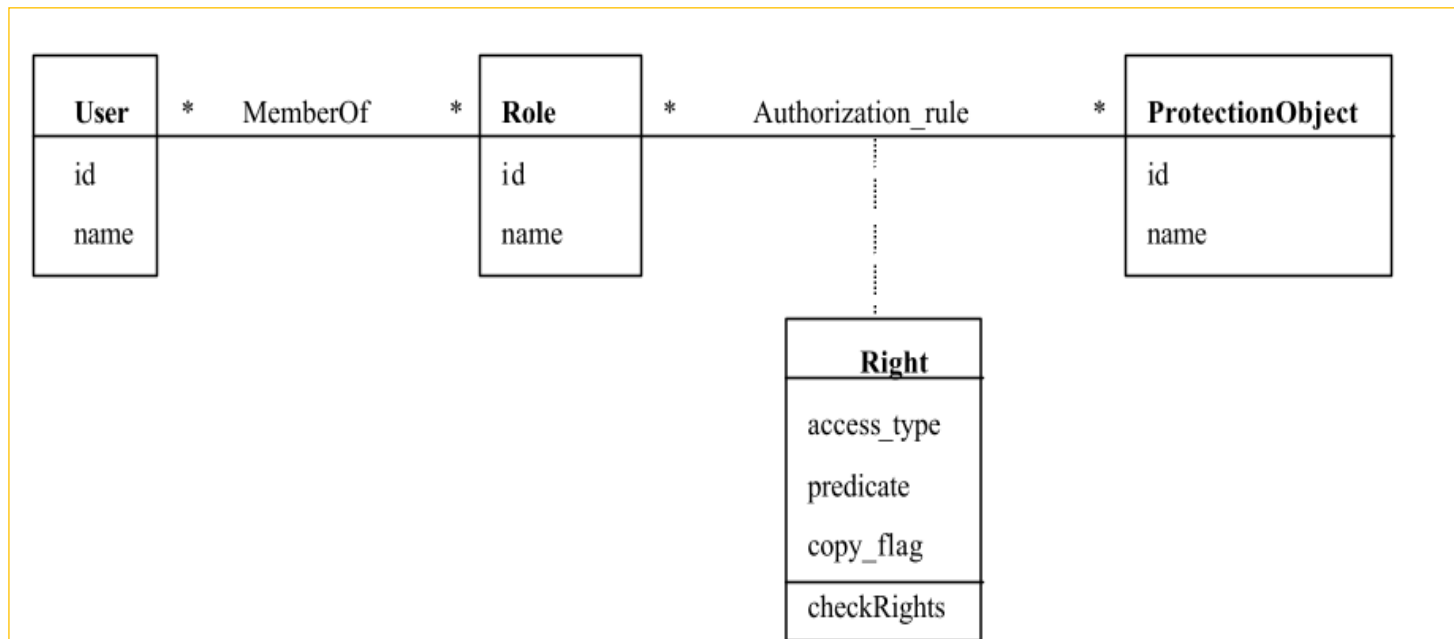 User * MemberOf * Role * Authorization_rule * ProtectionObject
id id id
name name name
Right
access_type
predicate
copy_flag
checkRights